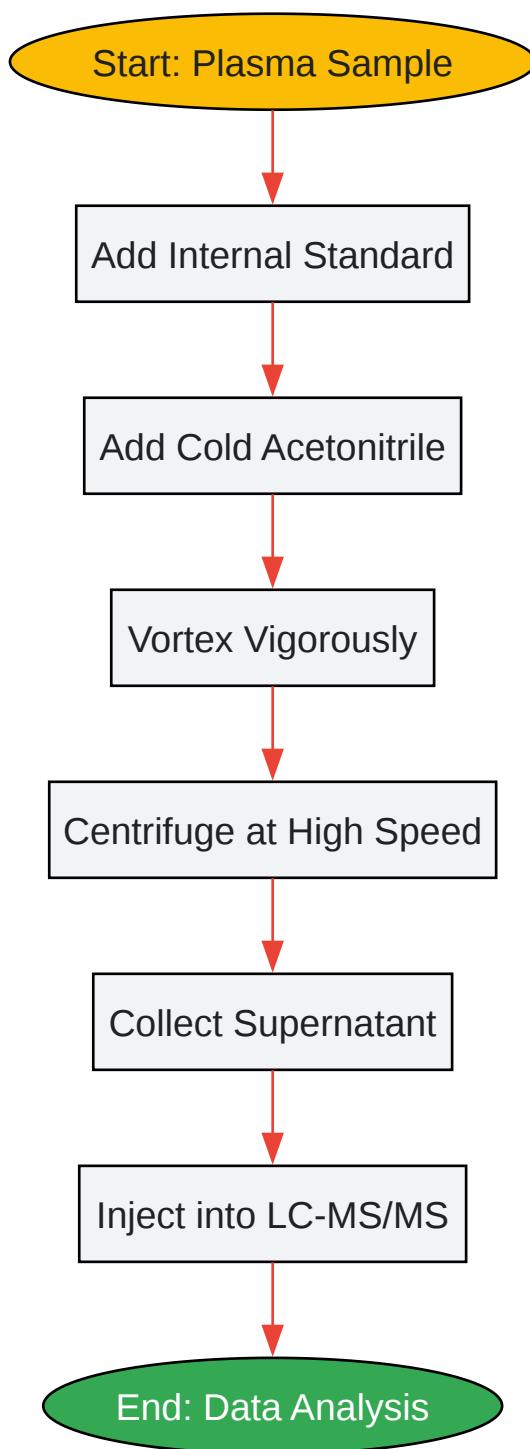 Start: Plasma Sample
Add Internal Standard
Add Cold Acetonitrile
Vortex Vigorously
Centrifuge at High Speed
Collect Supernatant
Inject into LC-MS/MS
End: Data Analysis